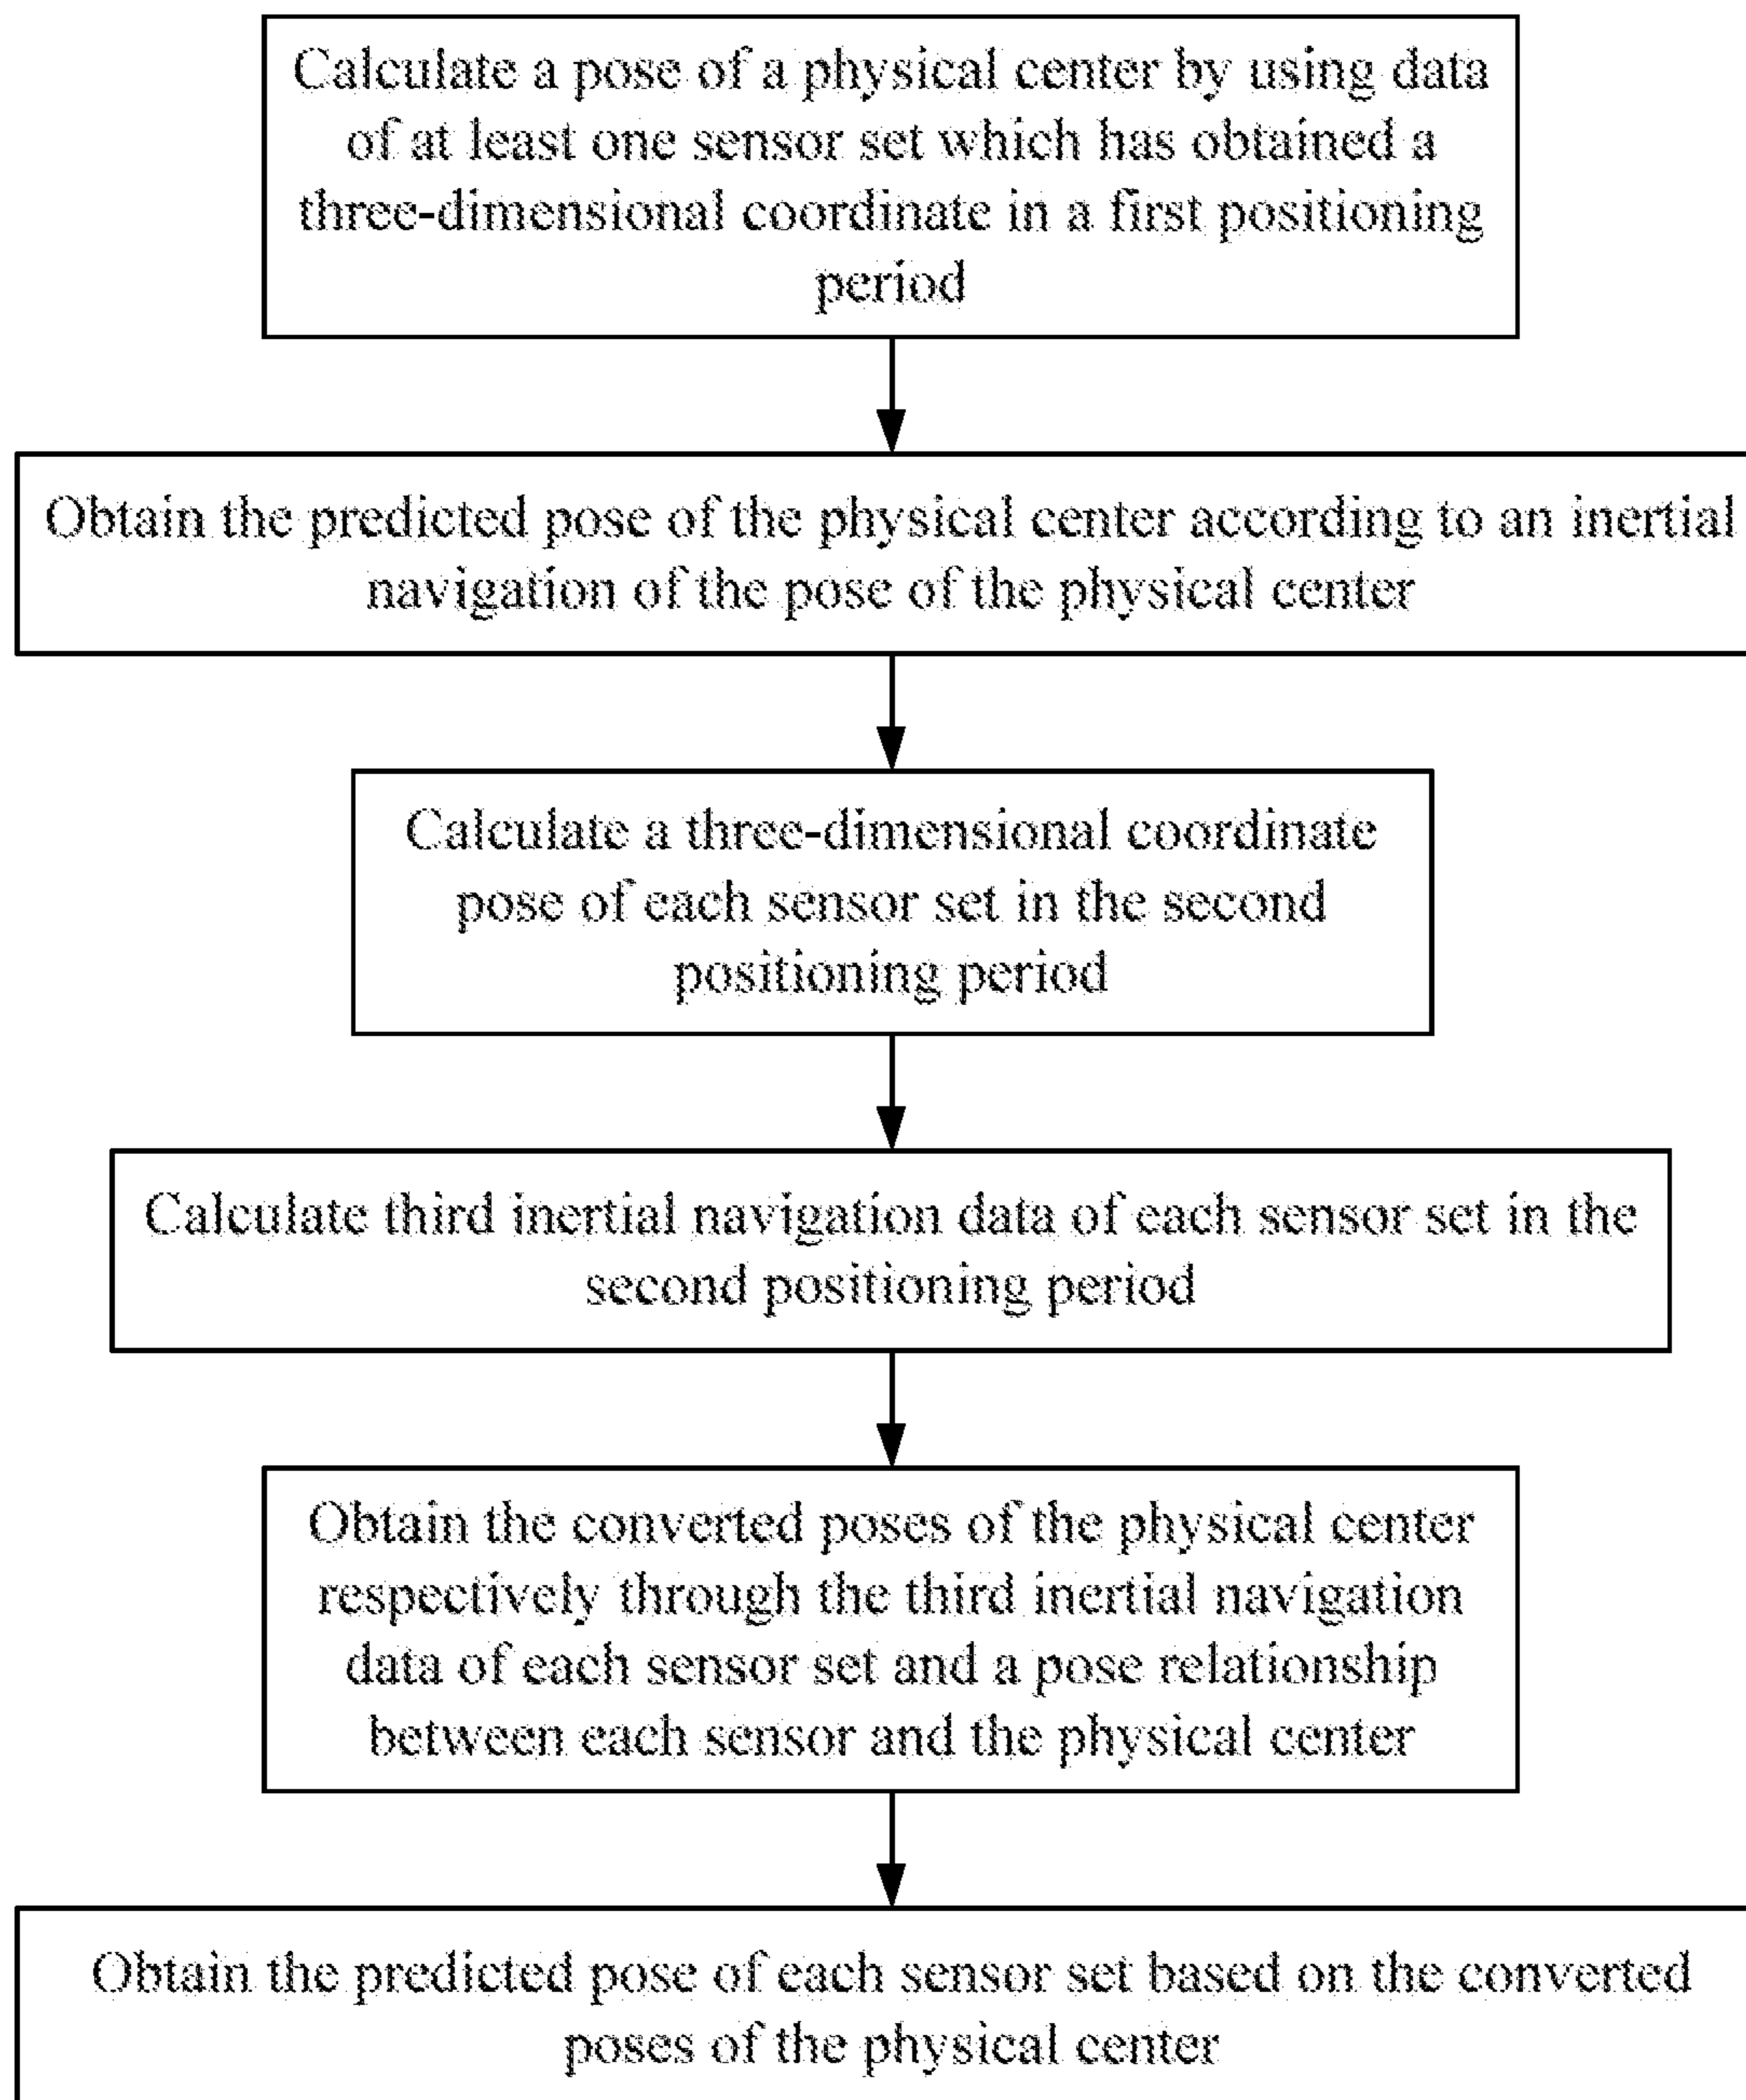 Calculate a pose of a physical center by using data
of at least one sensor set which has obtained a
three-dimensional coordinate in a first positioning
period
Obtain the predicted pose of the physical center according to an inertial
navigation of the pose of the physical center
Calculate a three-dimensional coordinate
pose of each sensor set in the second
positioning period
Calculate third inertial navigation data of each sensor set in the
second positioning period
Obtain the converted poses of the physical center
respectively through the third inertial navigation
data of each sensor set and a pose relationship
between each sensor and the physical center
Obtain the predicted pose of each sensor set based on the converted
poses of the physical center